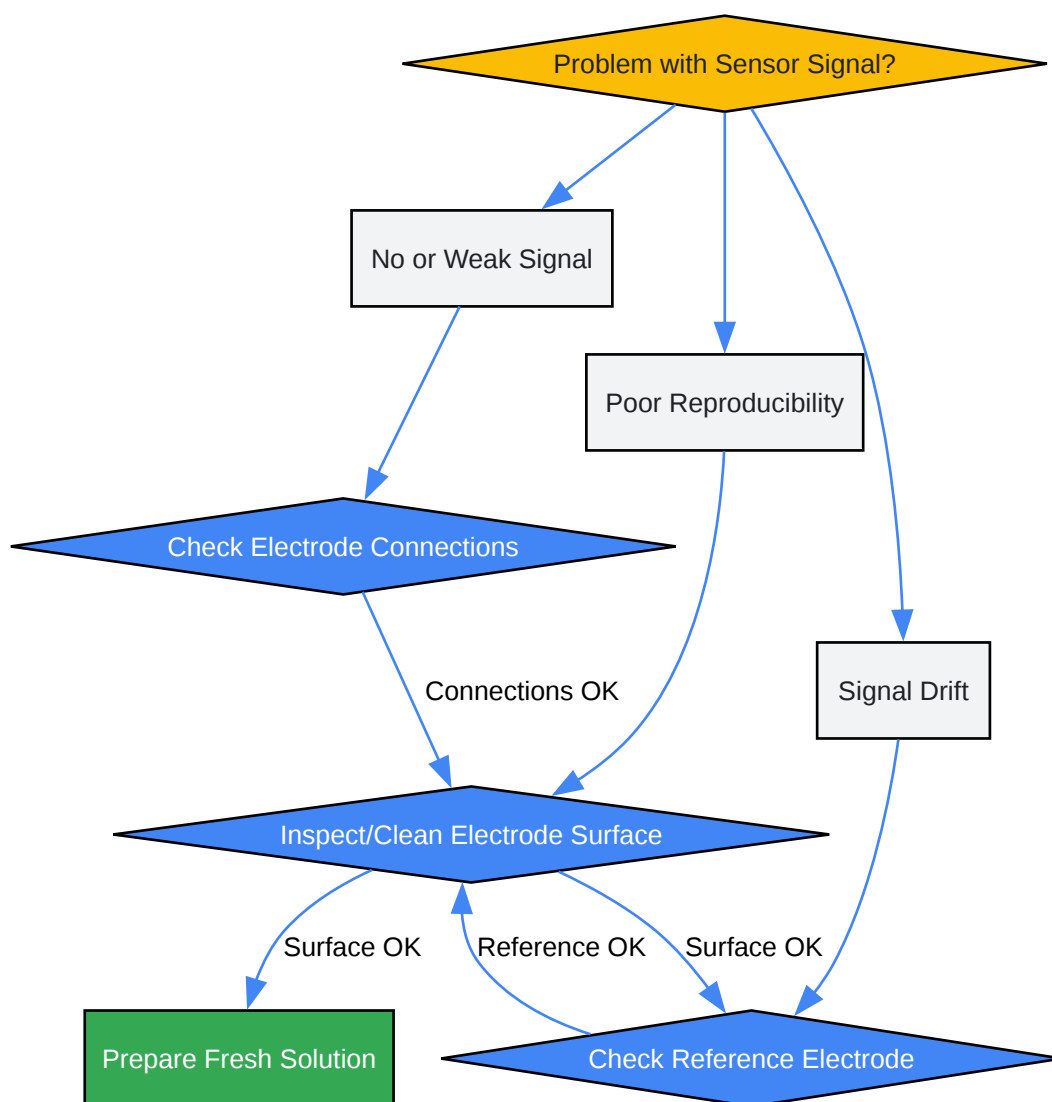 Problem with Sensor Signal?
No or Weak Signal
Poor Reproducibility
Check Electrode Connections
Connections OK
Signal Drift
Inspect/Clean Electrode Surface
Surface OK
Reference OK
Surface OK
Prepare Fresh Solution
Check Reference Electrode